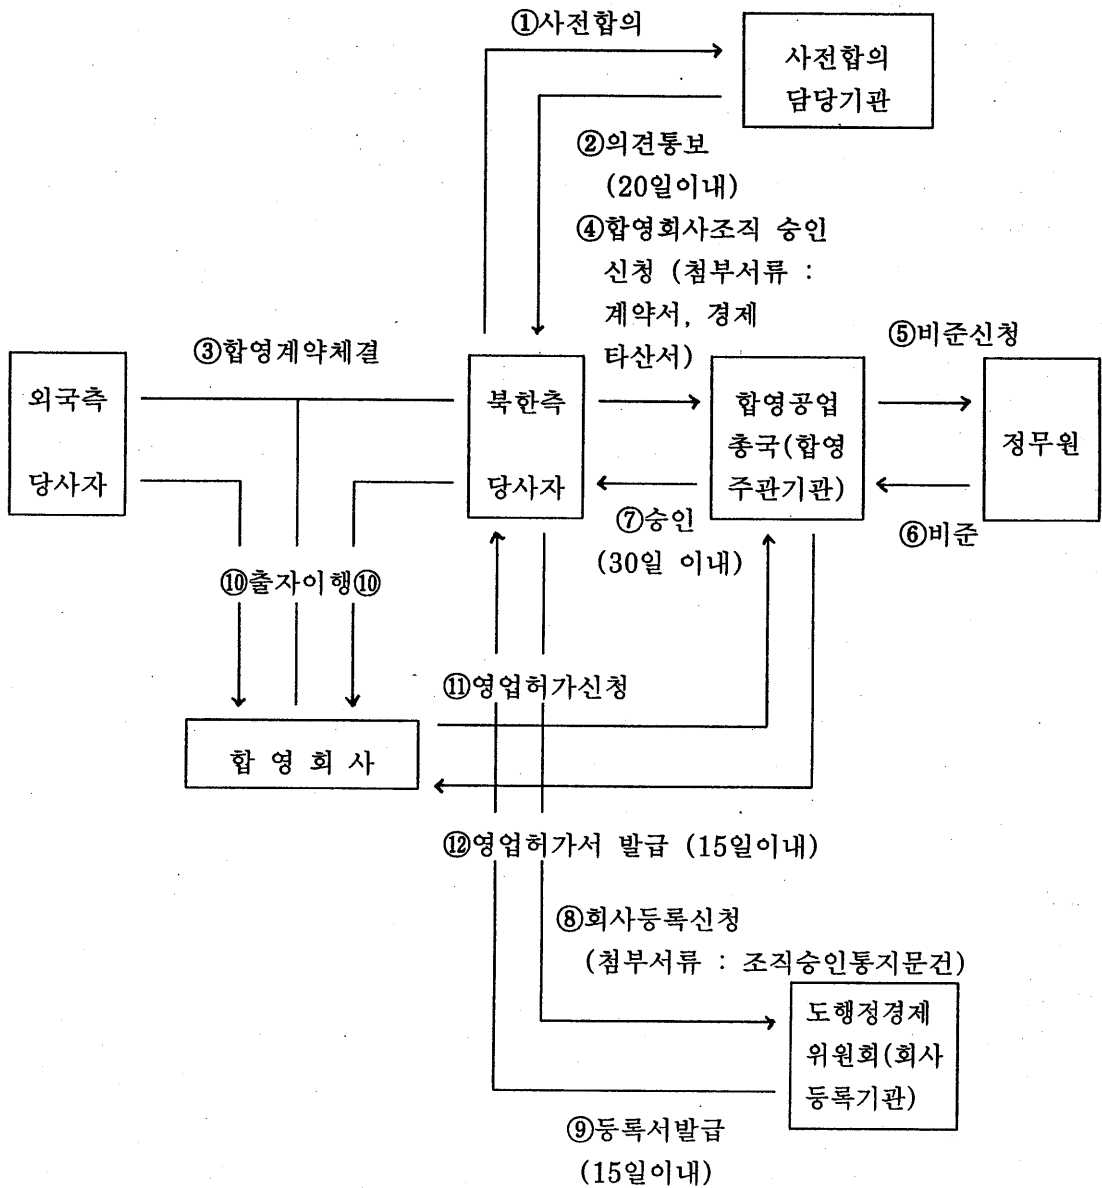 ①사전합의
사전합의
담당기관
②의견통보
(20일이내)
④합영회사조직 승인
신청 (첨부서류 :
계약서, 경제
타산서)
③합영계약체결
⑤비준신청
외국측
당사자
북한측
당사자
합영공업
총국(합영
주관기관)
정무원
⑦승인
(30일 이내)
⑥비준
⑩출자이행⑩
⑪영업허가신청
합 영 회 사
⑫영업허가서 발급 (15일이내)
⑧회사등록신청
(첨부서류 : 조직승인통지문건)
도행정경제
위원회(회사
등록기관)
⑨등록서발급
(15일이내)